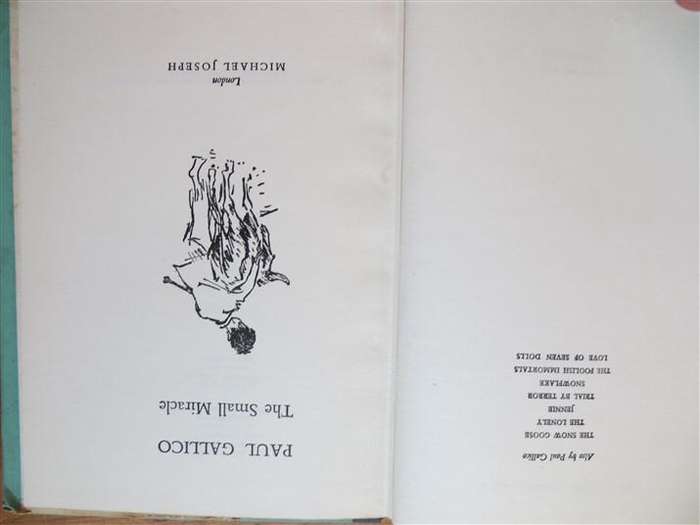 Also by Paul Gallico
THE SNOW GOOSE
THE LONELY
JENNIE
TRIAL BY TERROR
SNOWFLAKE
THE FOOLISH IMMORTALS
LOVE OF SEVEN DOLLS
PAUL GALLICO
The Small Miracle
London
MICHAEL JOSEPH